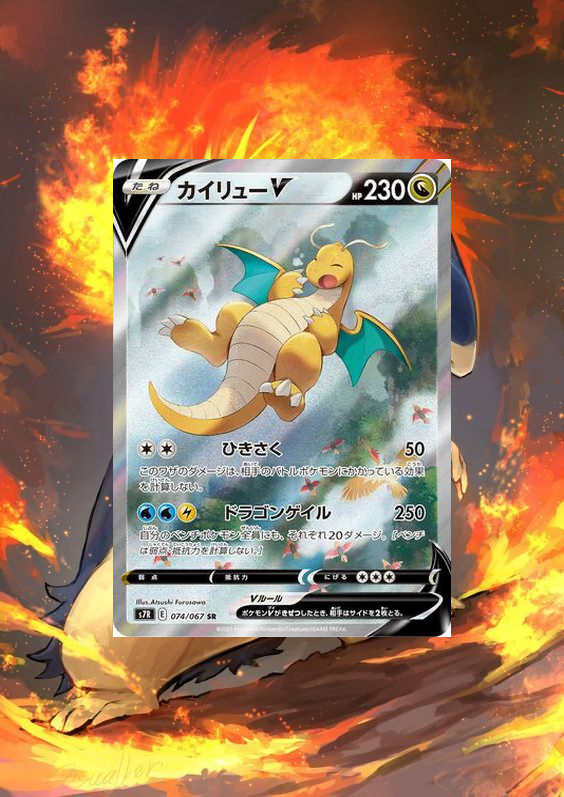 たね カイリューV HP 230
ひきさく 50
このワザのダメージは、相手のバトルポケモンにかかっている効果
を計算しない。
ドラゴンゲイル 250
自分のベンチポケモン全員にも、それぞれ20ダメージ。[ベンチ
は弱点・抵抗力を計算しない。]
弱点 抵抗力 にげる
Vルール
ポケモンVがきぜつしたとき、相手はサイドを2枚とる。
Illus. Atsushi Furusawa
s7R E 074/067 SR
©2021 Pokémon/Nintendo/Creatures/GAME FREAK.